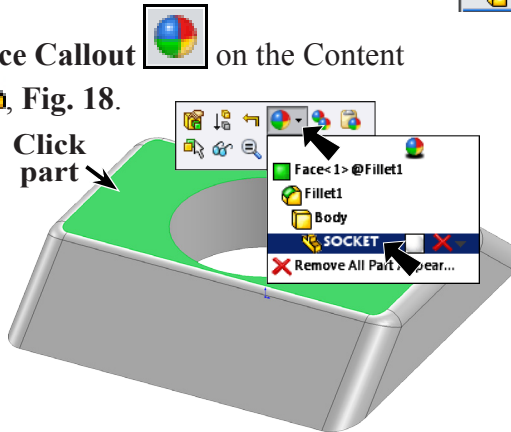 ce Callout on the Content
, Fig. 18.
Click
part
Face<1>@Fillet1
Fillet1
Body
SOCKET
Remove All Part Appear...